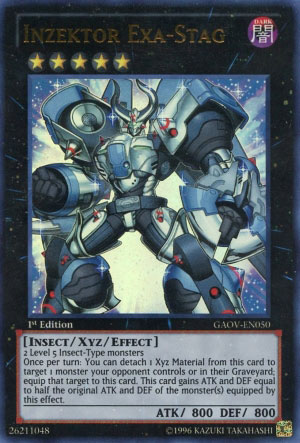 INZEKTOR EXA-STAG
DARK
闇
1st Edition
GAOV-EN050
[INSECT/XYZ/EFFECT]
2 Level 5 Insect-Type monsters
Once per turn: You can detach 1 Xyz Material from this card to
target 1 monster your opponent controls or in their Graveyard;
equip that target to this card. This card gains ATK and DEF equal
to half the original ATK and DEF of the monster(s) equipped by
this effect.
ATK/ 800 DEF/ 800
26211048
©1996 KAZUKI TAKAHASHI